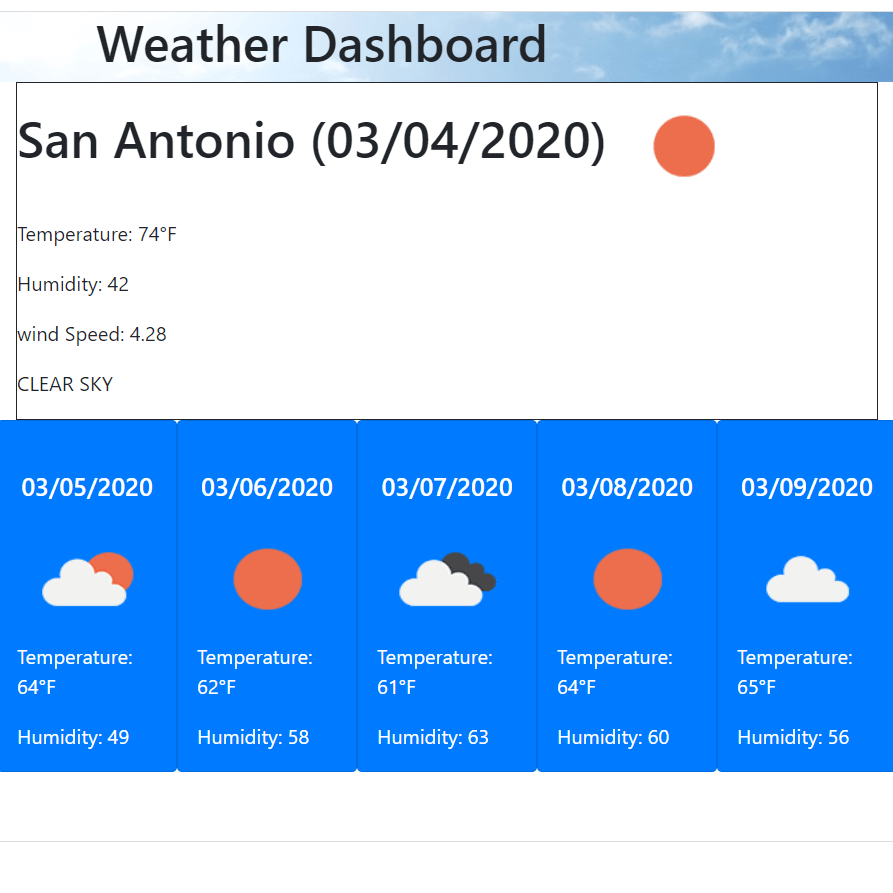 Weather Dashboard
San Antonio (03/04/2020)
Temperature: 74°F
Humidity: 42
wind Speed: 4.28
CLEAR SKY
03/05/2020
Temperature:
64°F
Humidity: 49
03/06/2020
Temperature:
62°F
Humidity: 58
03/07/2020
Temperature:
61°F
Humidity: 63
03/08/2020
Temperature:
64°F
Humidity: 60
03/09/2020
Temperature:
65°F
Humidity: 56